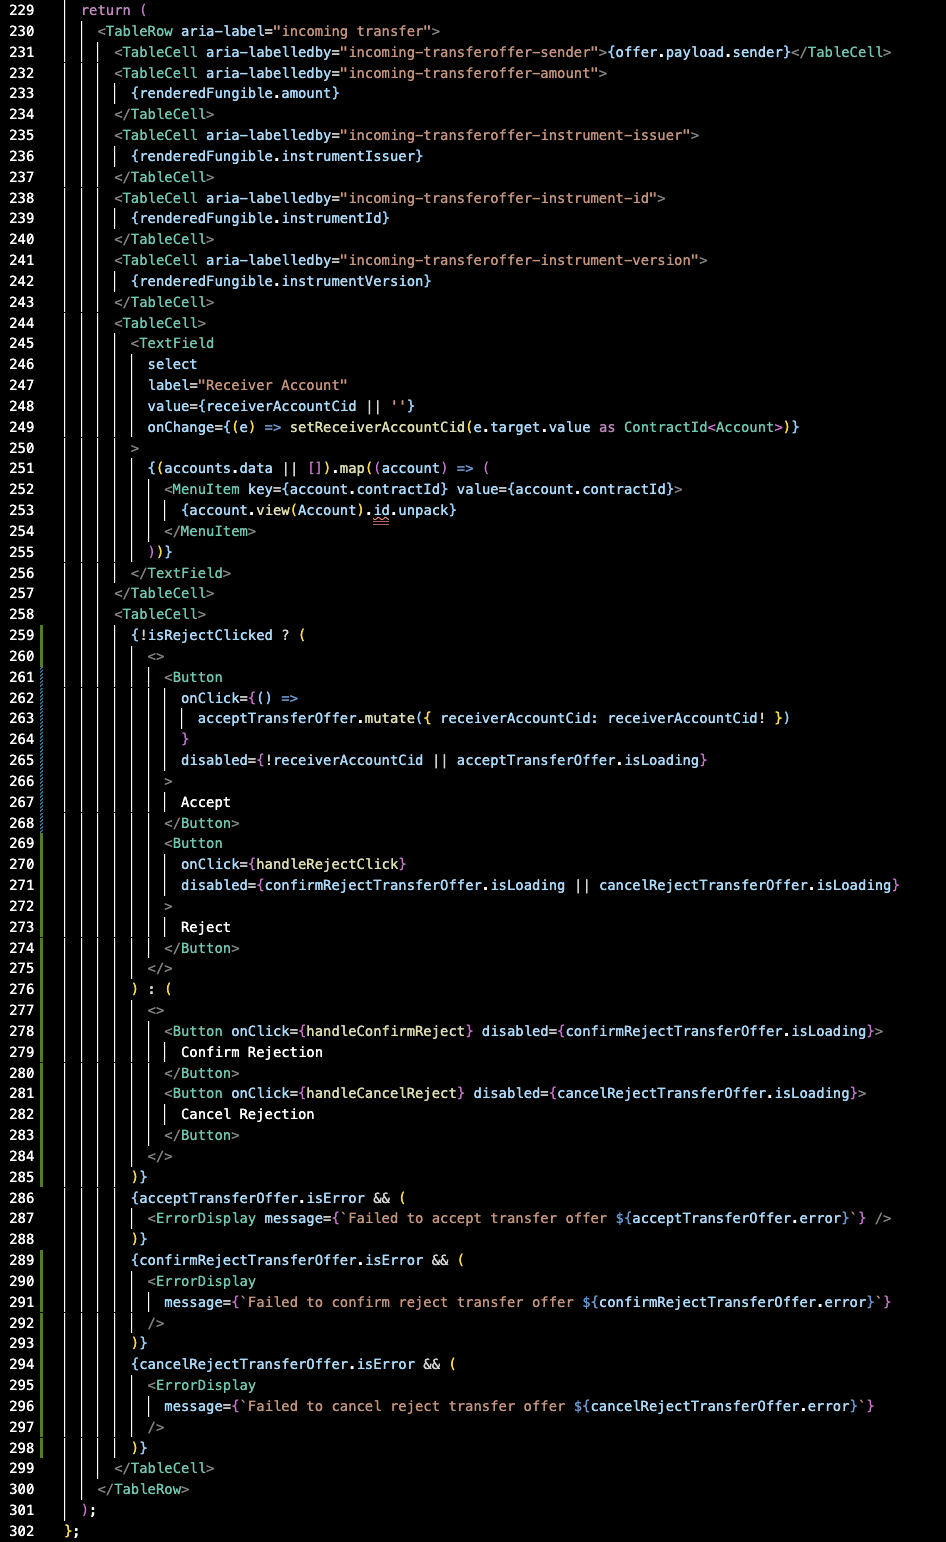 229 return (
230 <TableRow aria-label="incoming transfer">
231 <TableCell aria-labelledby="incoming-transferoffer-sender">{offer.payload.sender}</TableCell>
232 <TableCell aria-labelledby="incoming-transferoffer-amount">
233 {renderedFungible.amount}
234 </TableCell>
235 <TableCell aria-labelledby="incoming-transferoffer-instrument-issuer">
236 {renderedFungible.instrumentIssuer}
237 </TableCell>
238 <TableCell aria-labelledby="incoming-transferoffer-instrument-id">
239 {renderedFungible.instrumentId}
240 </TableCell>
241 <TableCell aria-labelledby="incoming-transferoffer-instrument-version">
242 {renderedFungible.instrumentVersion}
243 </TableCell>
244 <TableCell>
245 <TextField
246 select
247 label="Receiver Account"
248 value={receiverAccountCid || ''}
249 onChange={(e) => setReceiverAccountCid(e.target.value as ContractId<Account>)}
250 >
251 {(accounts.data || []).map((account) => (
252 <MenuItem key={account.contractId} value={account.contractId}>
253 {account.view(Account).id.unpack}
254 </MenuItem>
255 ))}
256 </TextField>
257 </TableCell>
258 <TableCell>
259 {!isRejectClicked ? (
260 <>
261 <Button
262 onClick={() =>
263 acceptTransferOffer.mutate({ receiverAccountCid: receiverAccountCid! })
264 }
265 disabled={!receiverAccountCid || acceptTransferOffer.isLoading}
266 >
267 Accept
268 </Button>
269 <Button
270 onClick={handleRejectClick}
271 disabled={confirmRejectTransferOffer.isLoading || cancelRejectTransferOffer.isLoading}
272 >
273 Reject
274 </Button>
275 </>
276 ) : (
277 <>
278 <Button onClick={handleConfirmReject} disabled={confirmRejectTransferOffer.isLoading}>
279 Confirm Rejection
280 </Button>
281 <Button onClick={handleCancelReject} disabled={cancelRejectTransferOffer.isLoading}>
282 Cancel Rejection
283 </Button>
284 </>
285 )}
286 {acceptTransferOffer.isError && (
287 <ErrorDisplay message={`Failed to accept transfer offer ${acceptTransferOffer.error}`} />
288 )}
289 {confirmRejectTransferOffer.isError && (
290 <ErrorDisplay
291 message={`Failed to confirm reject transfer offer ${confirmRejectTransferOffer.error}`}
292 />
293 )}
294 {cancelRejectTransferOffer.isError && (
295 <ErrorDisplay
296 message={`Failed to cancel reject transfer offer ${cancelRejectTransferOffer.error}`}
297 />
298 )}
299 </TableCell>
300 </TableRow>
301 );
302 };